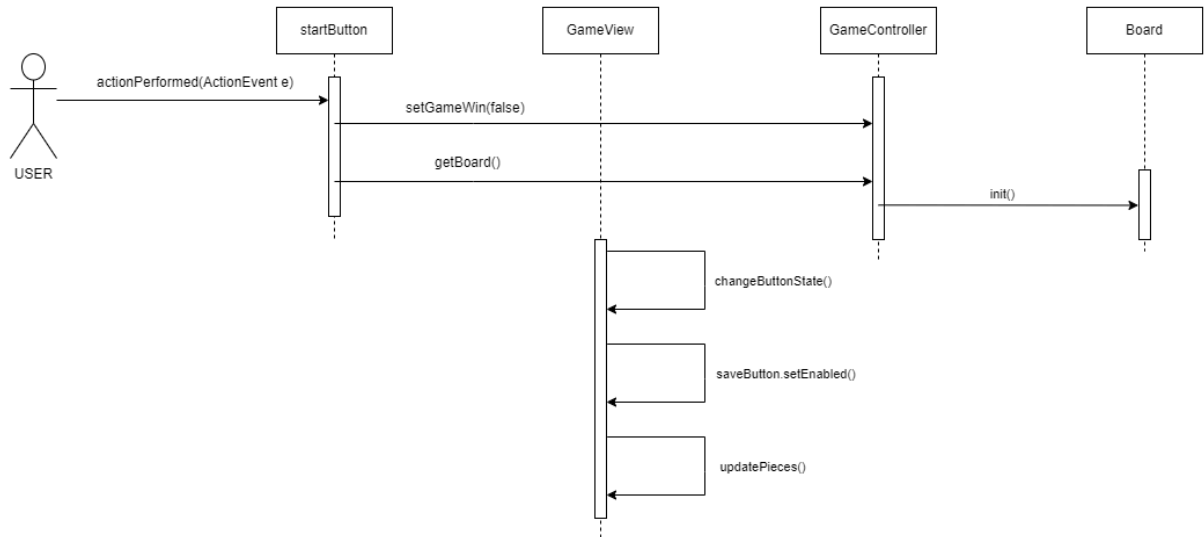 startButton
GameView
GameController
Board
actionPerformed(ActionEvent e)
setGameWin(false)
getBoard()
USER
init()
changeButtonState()
saveButton.setEnabled()
updatePieces()